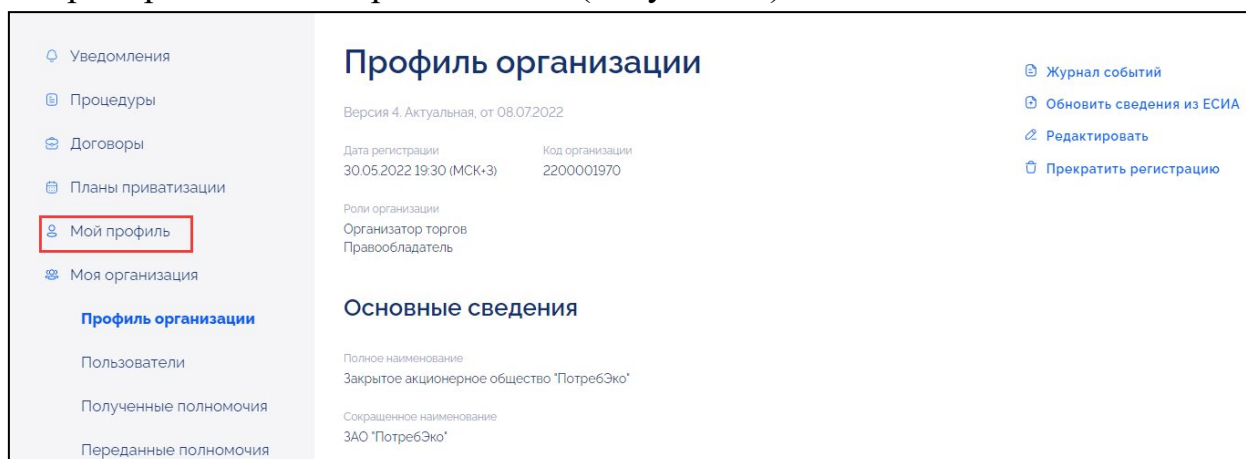 Уведомления
Процедуры
Договоры
Планы приватизации
Мой профиль
Моя организация
Профиль организации
Пользователи
Полученные полномочия
Переданные полномочия
Профиль организации
Версия 4. Актуальная, от 08.07.2022
Дата регистрации
Код организации
30.05.2022 19:30 (МСК+3)
2200001970
Роли организации
Организатор торгов
Правообладатель
Основные сведения
Полное наименование
Закрытое акционерное общество "ПотребЭко"
Сокращенное наименование
ЗАО "ПотребЭко"
Журнал событий
Обновить сведения из ЕСИА
Редактировать
Прекратить регистрацию